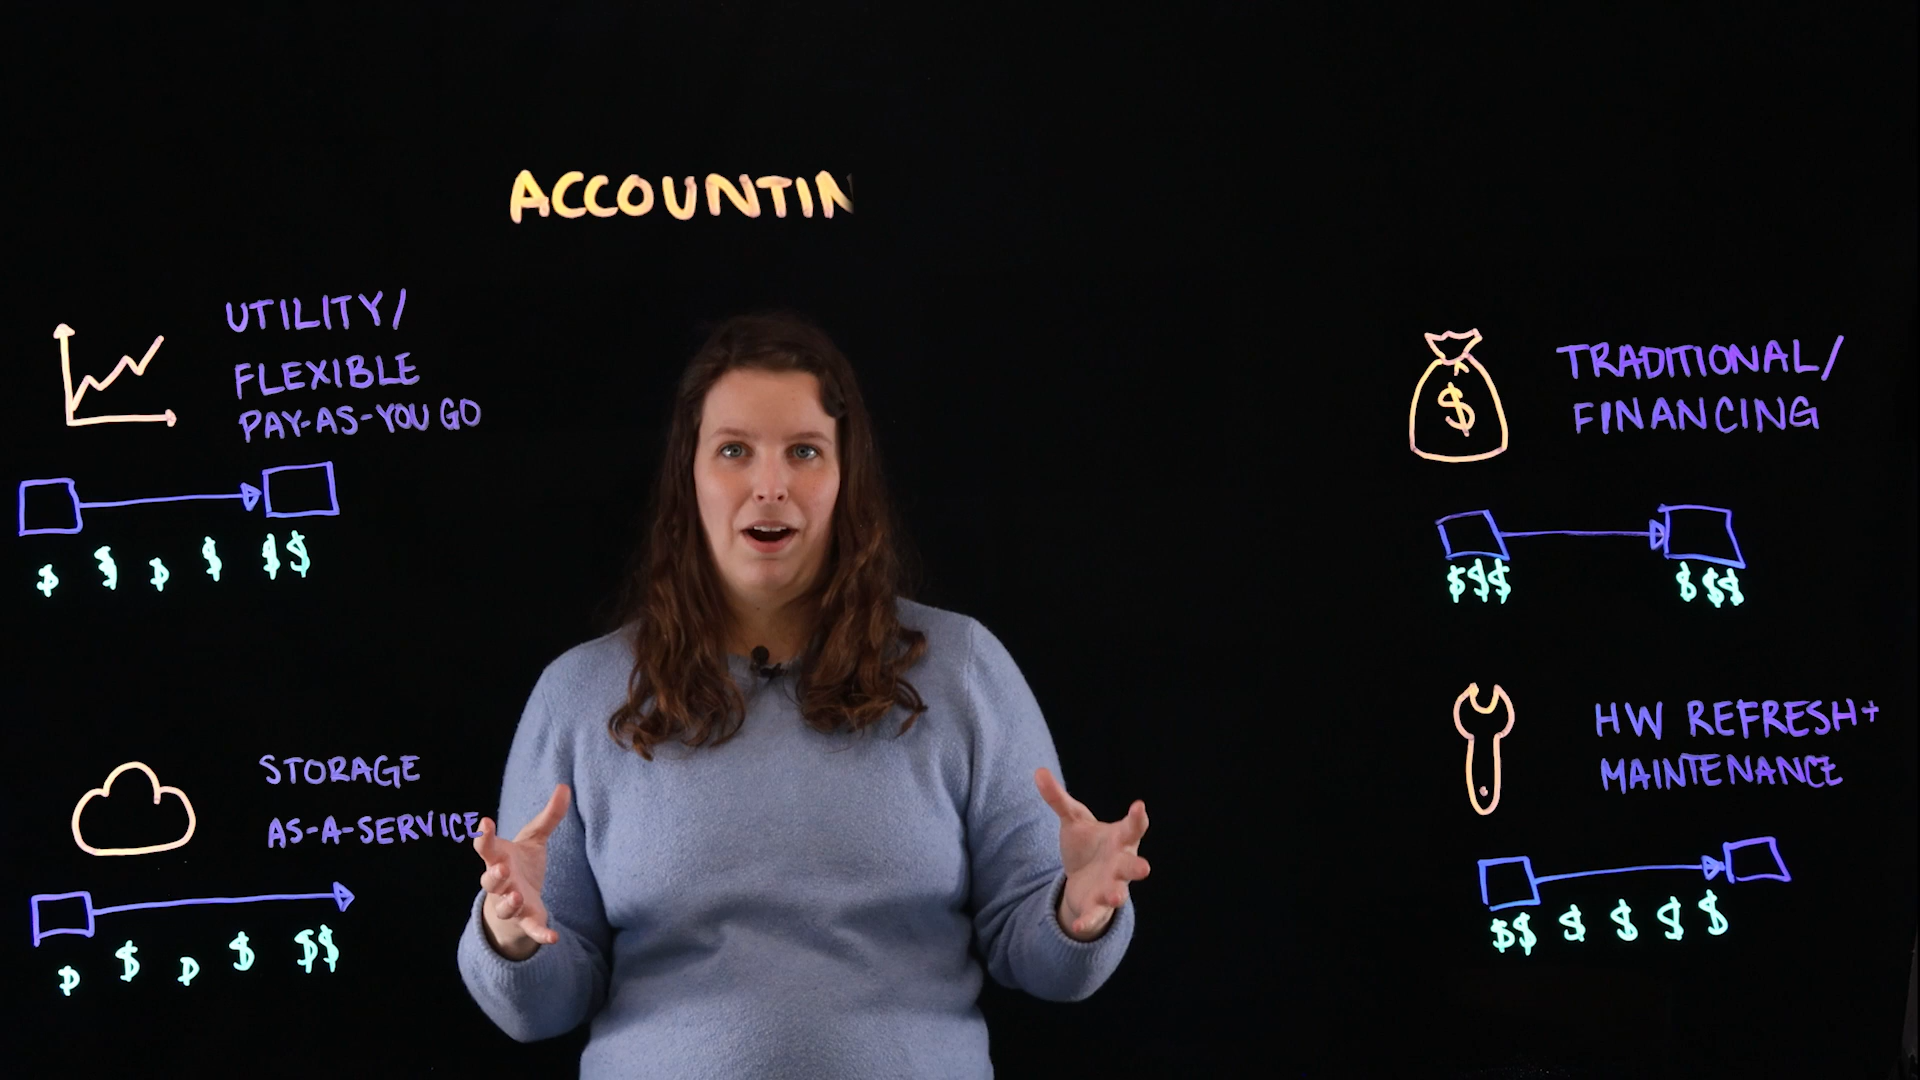 ACCOUNTIN
UTILITY/
FLEXIBLE
PAY-AS-YOU GO
$ $ $ $ $$
STORAGE
AS-A-SERVICE
$ $ $ $ $$
$
TRADITIONAL/
FINANCING
$$$ $$$
HW REFRESH+
MAINTENANCE
$$ $ $ $ $